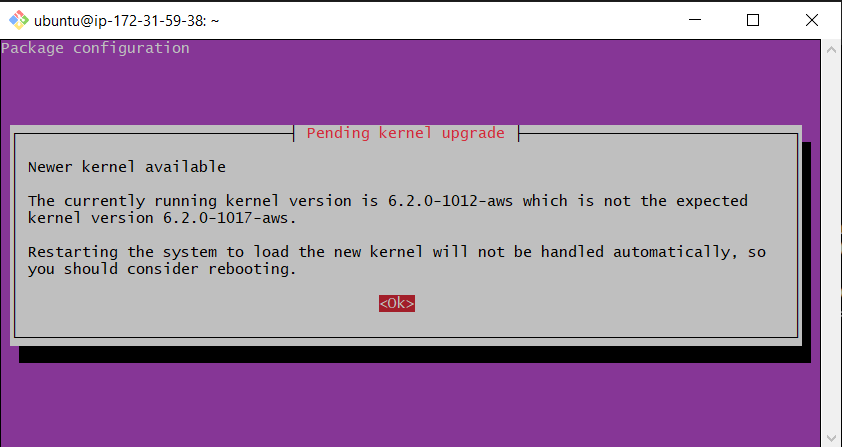 ubuntu@ip-172-31-59-38: ~
Package configuration
Pending kernel upgrade
Newer kernel available
The currently running kernel version is 6.2.0-1012-aws which is not the expected
kernel version 6.2.0-1017-aws.
Restarting the system to load the new kernel will not be handled automatically, so
you should consider rebooting.
<Ok>